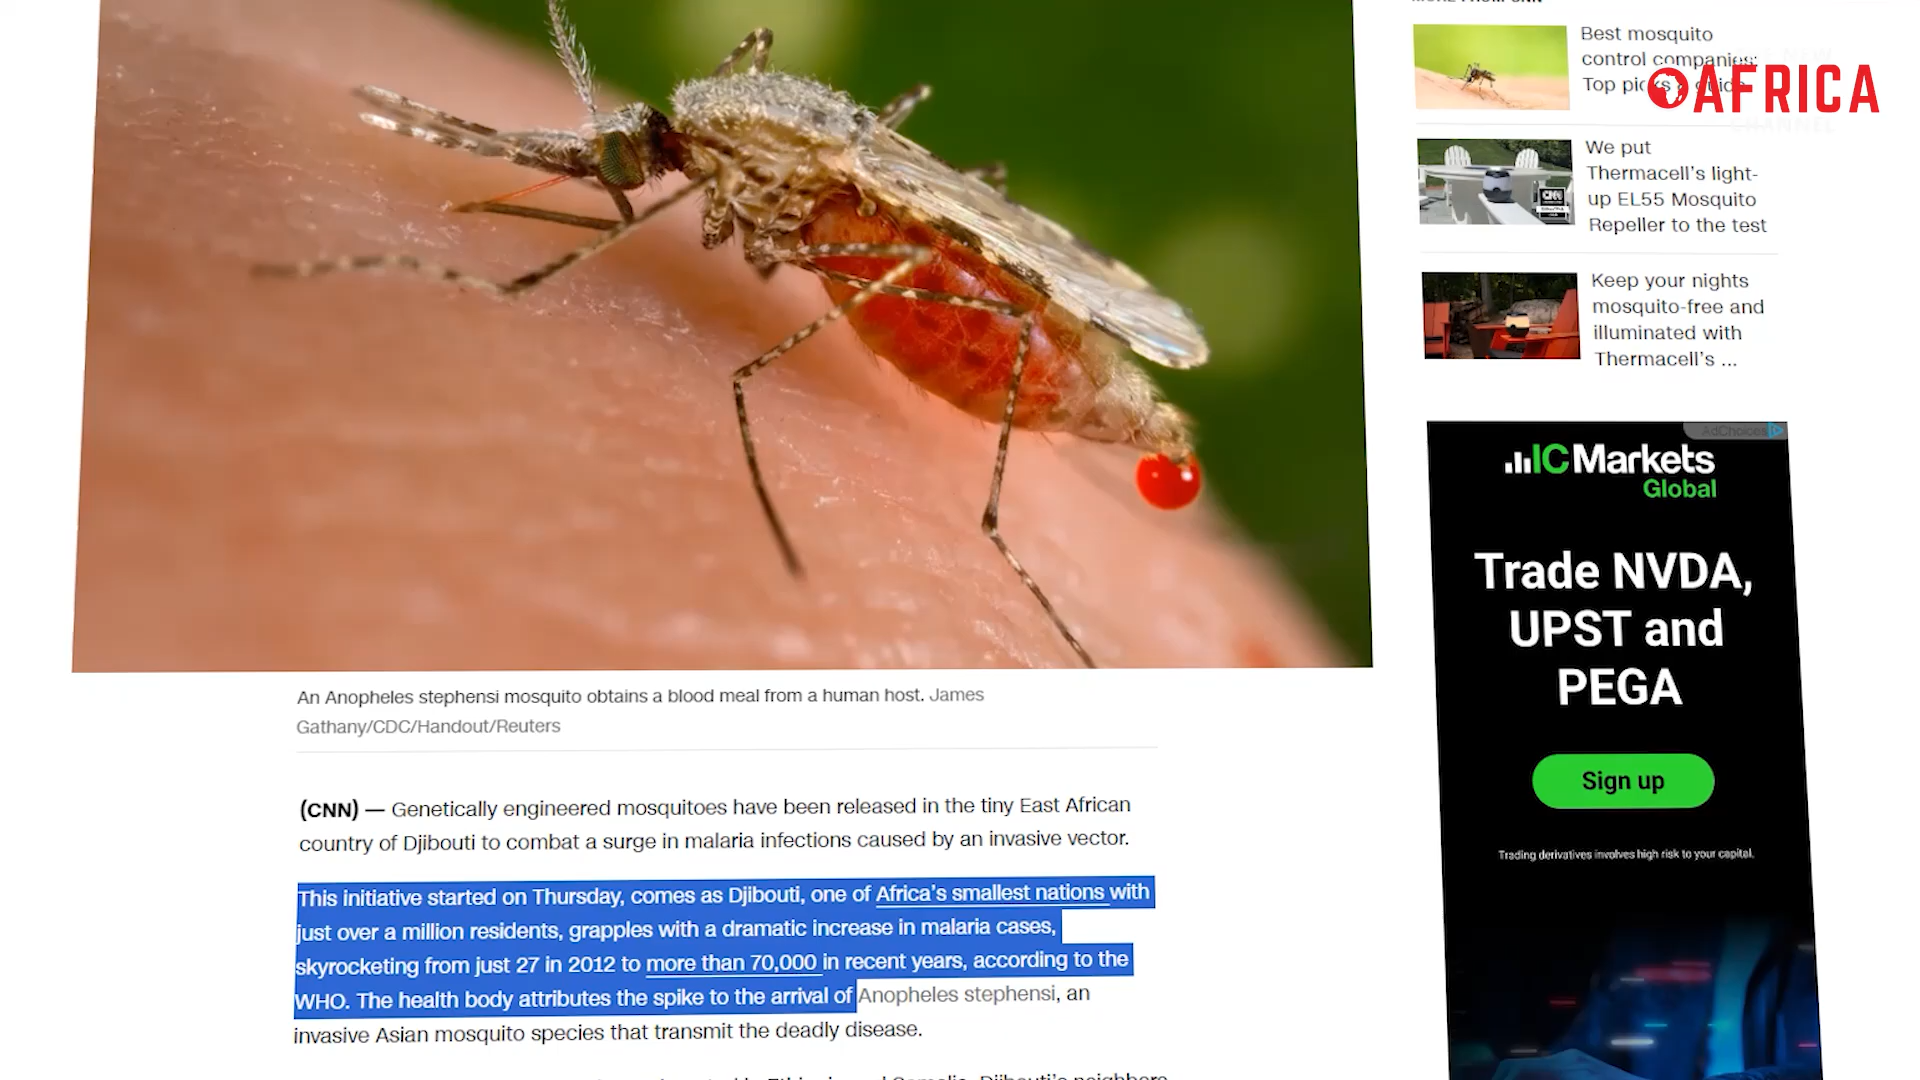 MORE FROM CNN
Best mosquito
control companies:
Top picks
AFRICA
CHANNEL
We put
Thermacell's light-
up EL55 Mosquito
Repeller to the test
Keep your nights
mosquito-free and
illuminated with
Thermacell's ...
AdChoices
IC Markets
Global
Trade NVDA,
UPST and
PEGA
Sign up
Trading derivatives involves high risk to your capital.
An Anopheles stephensi mosquito obtains a blood meal from a human host. James
Gathany/CDC/Handout/Reuters
(CNN) — Genetically engineered mosquitoes have been released in the tiny East African
country of Djibouti to combat a surge in malaria infections caused by an invasive vector.
This initiative started on Thursday, comes as Djibouti, one of Africa's smallest nations with
just over a million residents, grapples with a dramatic increase in malaria cases,
skyrocketing from just 27 in 2012 to more than 70,000 in recent years, according to the
WHO. The health body attributes the spike to the arrival of Anopheles stephensi, an
invasive Asian mosquito species that transmit the deadly disease.
in Ethiopia and Somalia, Djibouti's neighbors